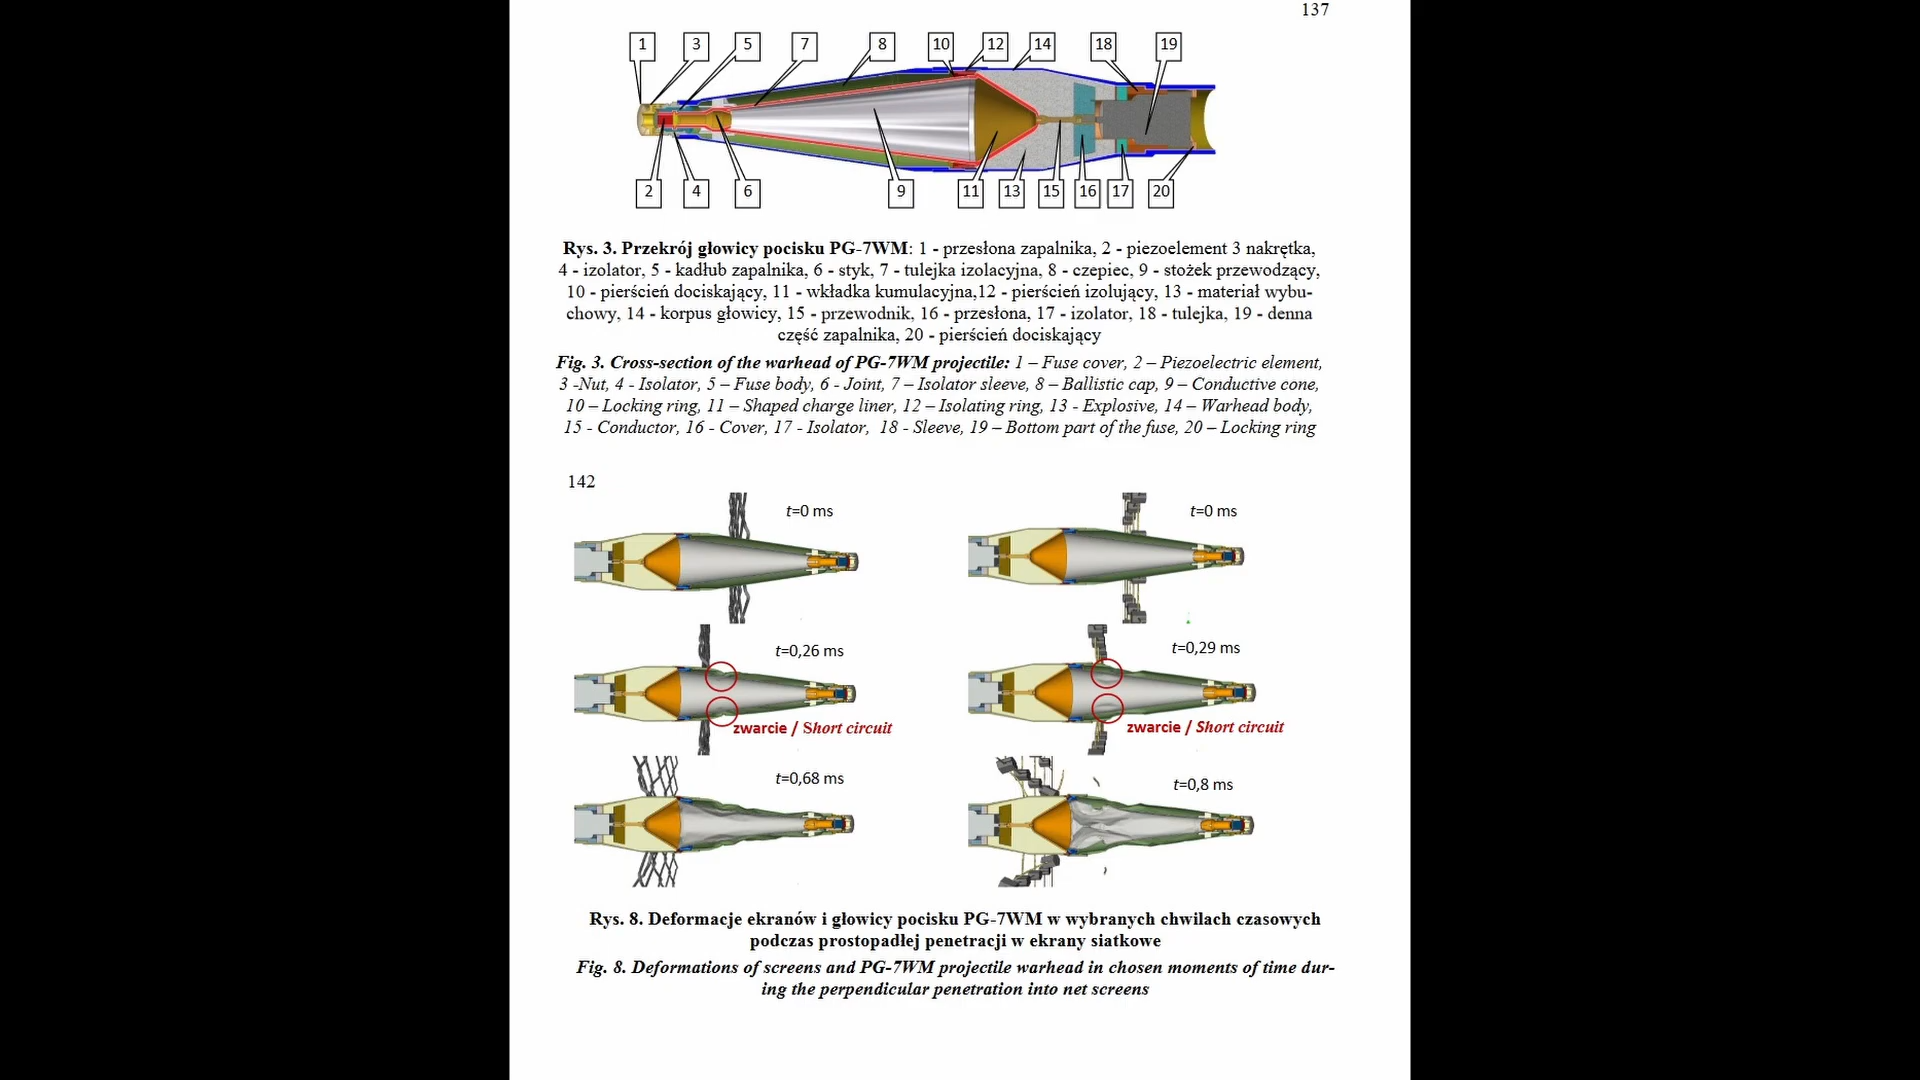 137
1 3 5 7 8 10 12 14 18 19
2 4 6 9 11 13 15 16 17 20
Rys. 3. Przekrój głowicy pocisku PG-7WM: 1 - przesłona zapalnika, 2 - piezoelement 3 nakrętka,
4 - izolator, 5 - kadłub zapalnika, 6 - styk, 7 - tulejka izolacyjna, 8 - czepiec, 9 - stożek przewodzący,
10 - pierścień dociskający, 11 - wkładka kumulacyjna,12 - pierścień izolujący, 13 - materiał wybu-
chowy, 14 - korpus głowicy, 15 - przewodnik, 16 - przesłona, 17 - izolator, 18 - tulejka, 19 - denna
część zapalnika, 20 - pierścień dociskający
Fig. 3. Cross-section of the warhead of PG-7WM projectile: 1 – Fuse cover, 2 – Piezoelectric element,
3 -Nut, 4 - Isolator, 5 – Fuse body, 6 - Joint, 7 – Isolator sleeve, 8 – Ballistic cap, 9 – Conductive cone,
10 – Locking ring, 11 – Shaped charge liner, 12 – Isolating ring, 13 - Explosive, 14 – Warhead body,
15 - Conductor, 16 - Cover, 17 - Isolator, 18 - Sleeve, 19 – Bottom part of the fuse, 20 – Locking ring
142
t=0 ms t=0 ms
t=0,26 ms t=0,29 ms
zwarcie / Short circuit zwarcie / Short circuit
t=0,68 ms t=0,8 ms
Rys. 8. Deformacje ekranów i głowicy pocisku PG-7WM w wybranych chwilach czasowych
podczas prostopadłej penetracji w ekrany siatkowe
Fig. 8. Deformations of screens and PG-7WM projectile warhead in chosen moments of time dur-
ing the perpendicular penetration into net screens